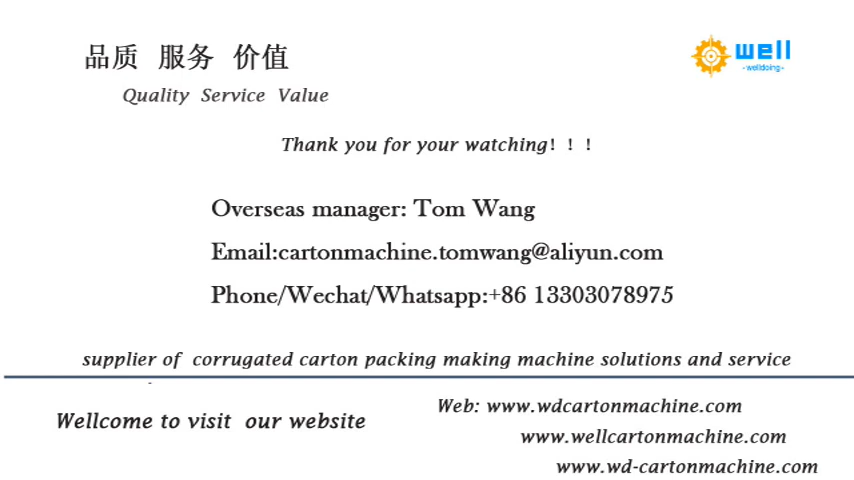 品质 服务 价值
well
-welldoing-
Quality Service Value
Thank you for your watching！！！
Overseas manager: Tom Wang
Email:cartonmachine.tomwang@aliyun.com
Phone/Wechat/Whatsapp:+86 13303078975
supplier of corrugated carton packing making machine solutions and service
Wellcome to visit our website
Web: www.wdcartonmachine.com
www.wellcartonmachine.com
www.wd-cartonmachine.com